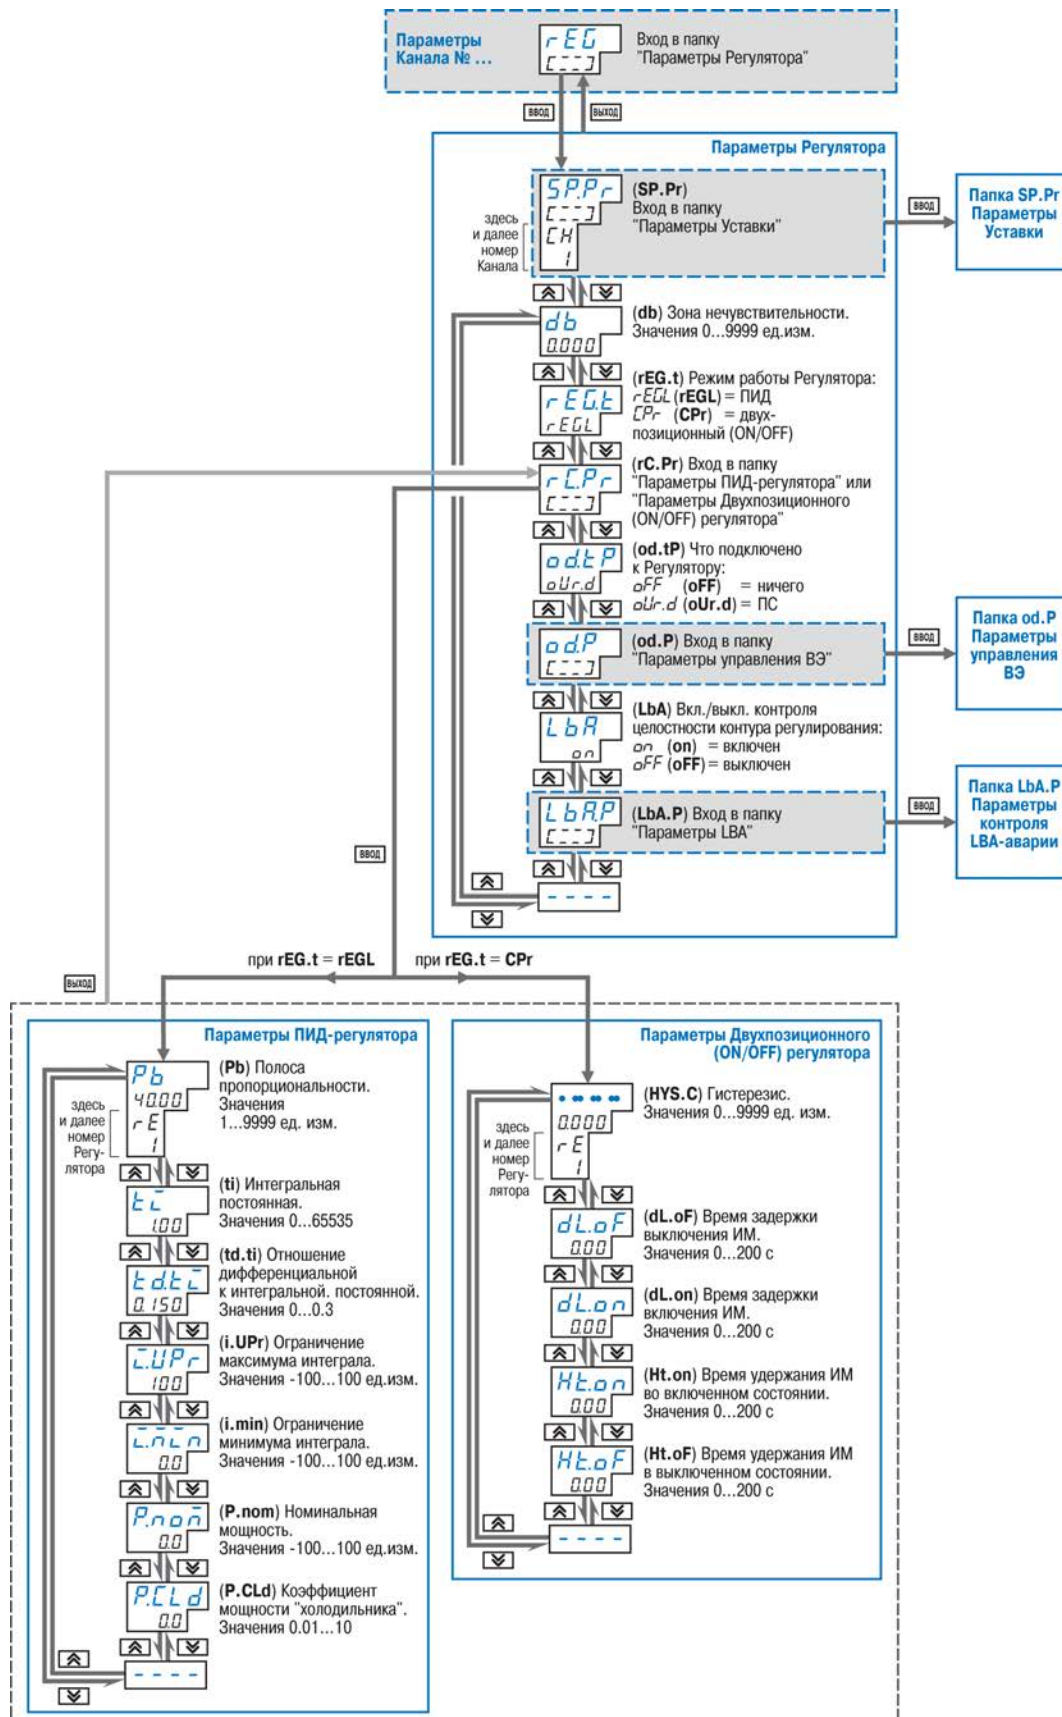 Параметры
Канала № ...
rEG
[---]
Вход в папку
"Параметры Регулятора"
ВВОД
ВЫХОД
Параметры Регулятора
SP.Pr
[---]
CH
1
здесь
и далее
номер
Канала
(SP.Pr)
Вход в папку
"Параметры Уставки"
ВВОД
Папка SP.Pr
Параметры
Уставки
db
0.000
(db) Зона нечувствительности.
Значения 0...9999 ед.изм.
rEG.t
rEGL
(rEG.t) Режим работы Регулятора:
rEGL (rEGL) = ПИД
CPr (CPr) = двух-
позиционный (ON/OFF)
rC.Pr
[---]
(rC.Pr) Вход в папку
"Параметры ПИД-регулятора" или
"Параметры Двухпозиционного
(ON/OFF) регулятора"
od.tP
oUr.d
(od.tP) Что подключено
к Регулятору:
oFF (oFF) = ничего
oUr.d (oUr.d) = ПС
od.P
[---]
(od.P) Вход в папку
"Параметры управления ВЭ"
ВВОД
Папка od.P
Параметры
управления
ВЭ
LbA
on
(LbA) Вкл./выкл. контроля
целостности контура регулирования:
on (on) = включен
oFF (oFF) = выключен
LbA.P
[---]
(LbA.P) Вход в папку
"Параметры LBA"
ВВОД
Папка LbA.P
Параметры
контроля
LBA-аварии
ВВОД
- - - -
при rEG.t = rEGL
при rEG.t = CPr
ВЫХОД
Параметры ПИД-регулятора
Pb
40.00
rE
1
здесь
и далее
номер
Регу-
лятора
(Pb) Полоса
пропорциональности.
Значения
1...9999 ед. изм.
ti
1.00
(ti) Интегральная
постоянная.
Значения 0...65535
td.ti
0.150
(td.ti) Отношение
дифференциальной
к интегральной. постоянной.
Значения 0...0.3
i.UPr
100
(i.UPr) Ограничение
максимума интеграла.
Значения -100...100 ед.изм.
i.min
0.0
(i.min) Ограничение
минимума интеграла.
Значения -100...100 ед.изм.
P.nom
0.0
(P.nom) Номинальная
мощность.
Значения -100...100 ед.изм.
P.CLd
0.0
(P.CLd) Коэффициент
мощности "холодильника".
Значения 0.01...10
- - - -
Параметры Двухпозиционного
(ON/OFF) регулятора
0.000
rE
1
здесь
и далее
номер
Регу-
лятора
(HYS.C) Гистерезис.
Значения 0...9999 ед. изм.
dL.oF
0.00
(dL.oF) Время задержки
выключения ИМ.
Значения 0...200 с
dL.on
0.00
(dL.on) Время задержки
включения ИМ.
Значения 0...200 с
Ht.on
0.00
(Ht.on) Время удержания ИМ
во включенном состоянии.
Значения 0...200 с
Ht.oF
0.00
(Ht.oF) Время удержания ИМ
в выключенном состоянии.
Значения 0...200 с
- - - -